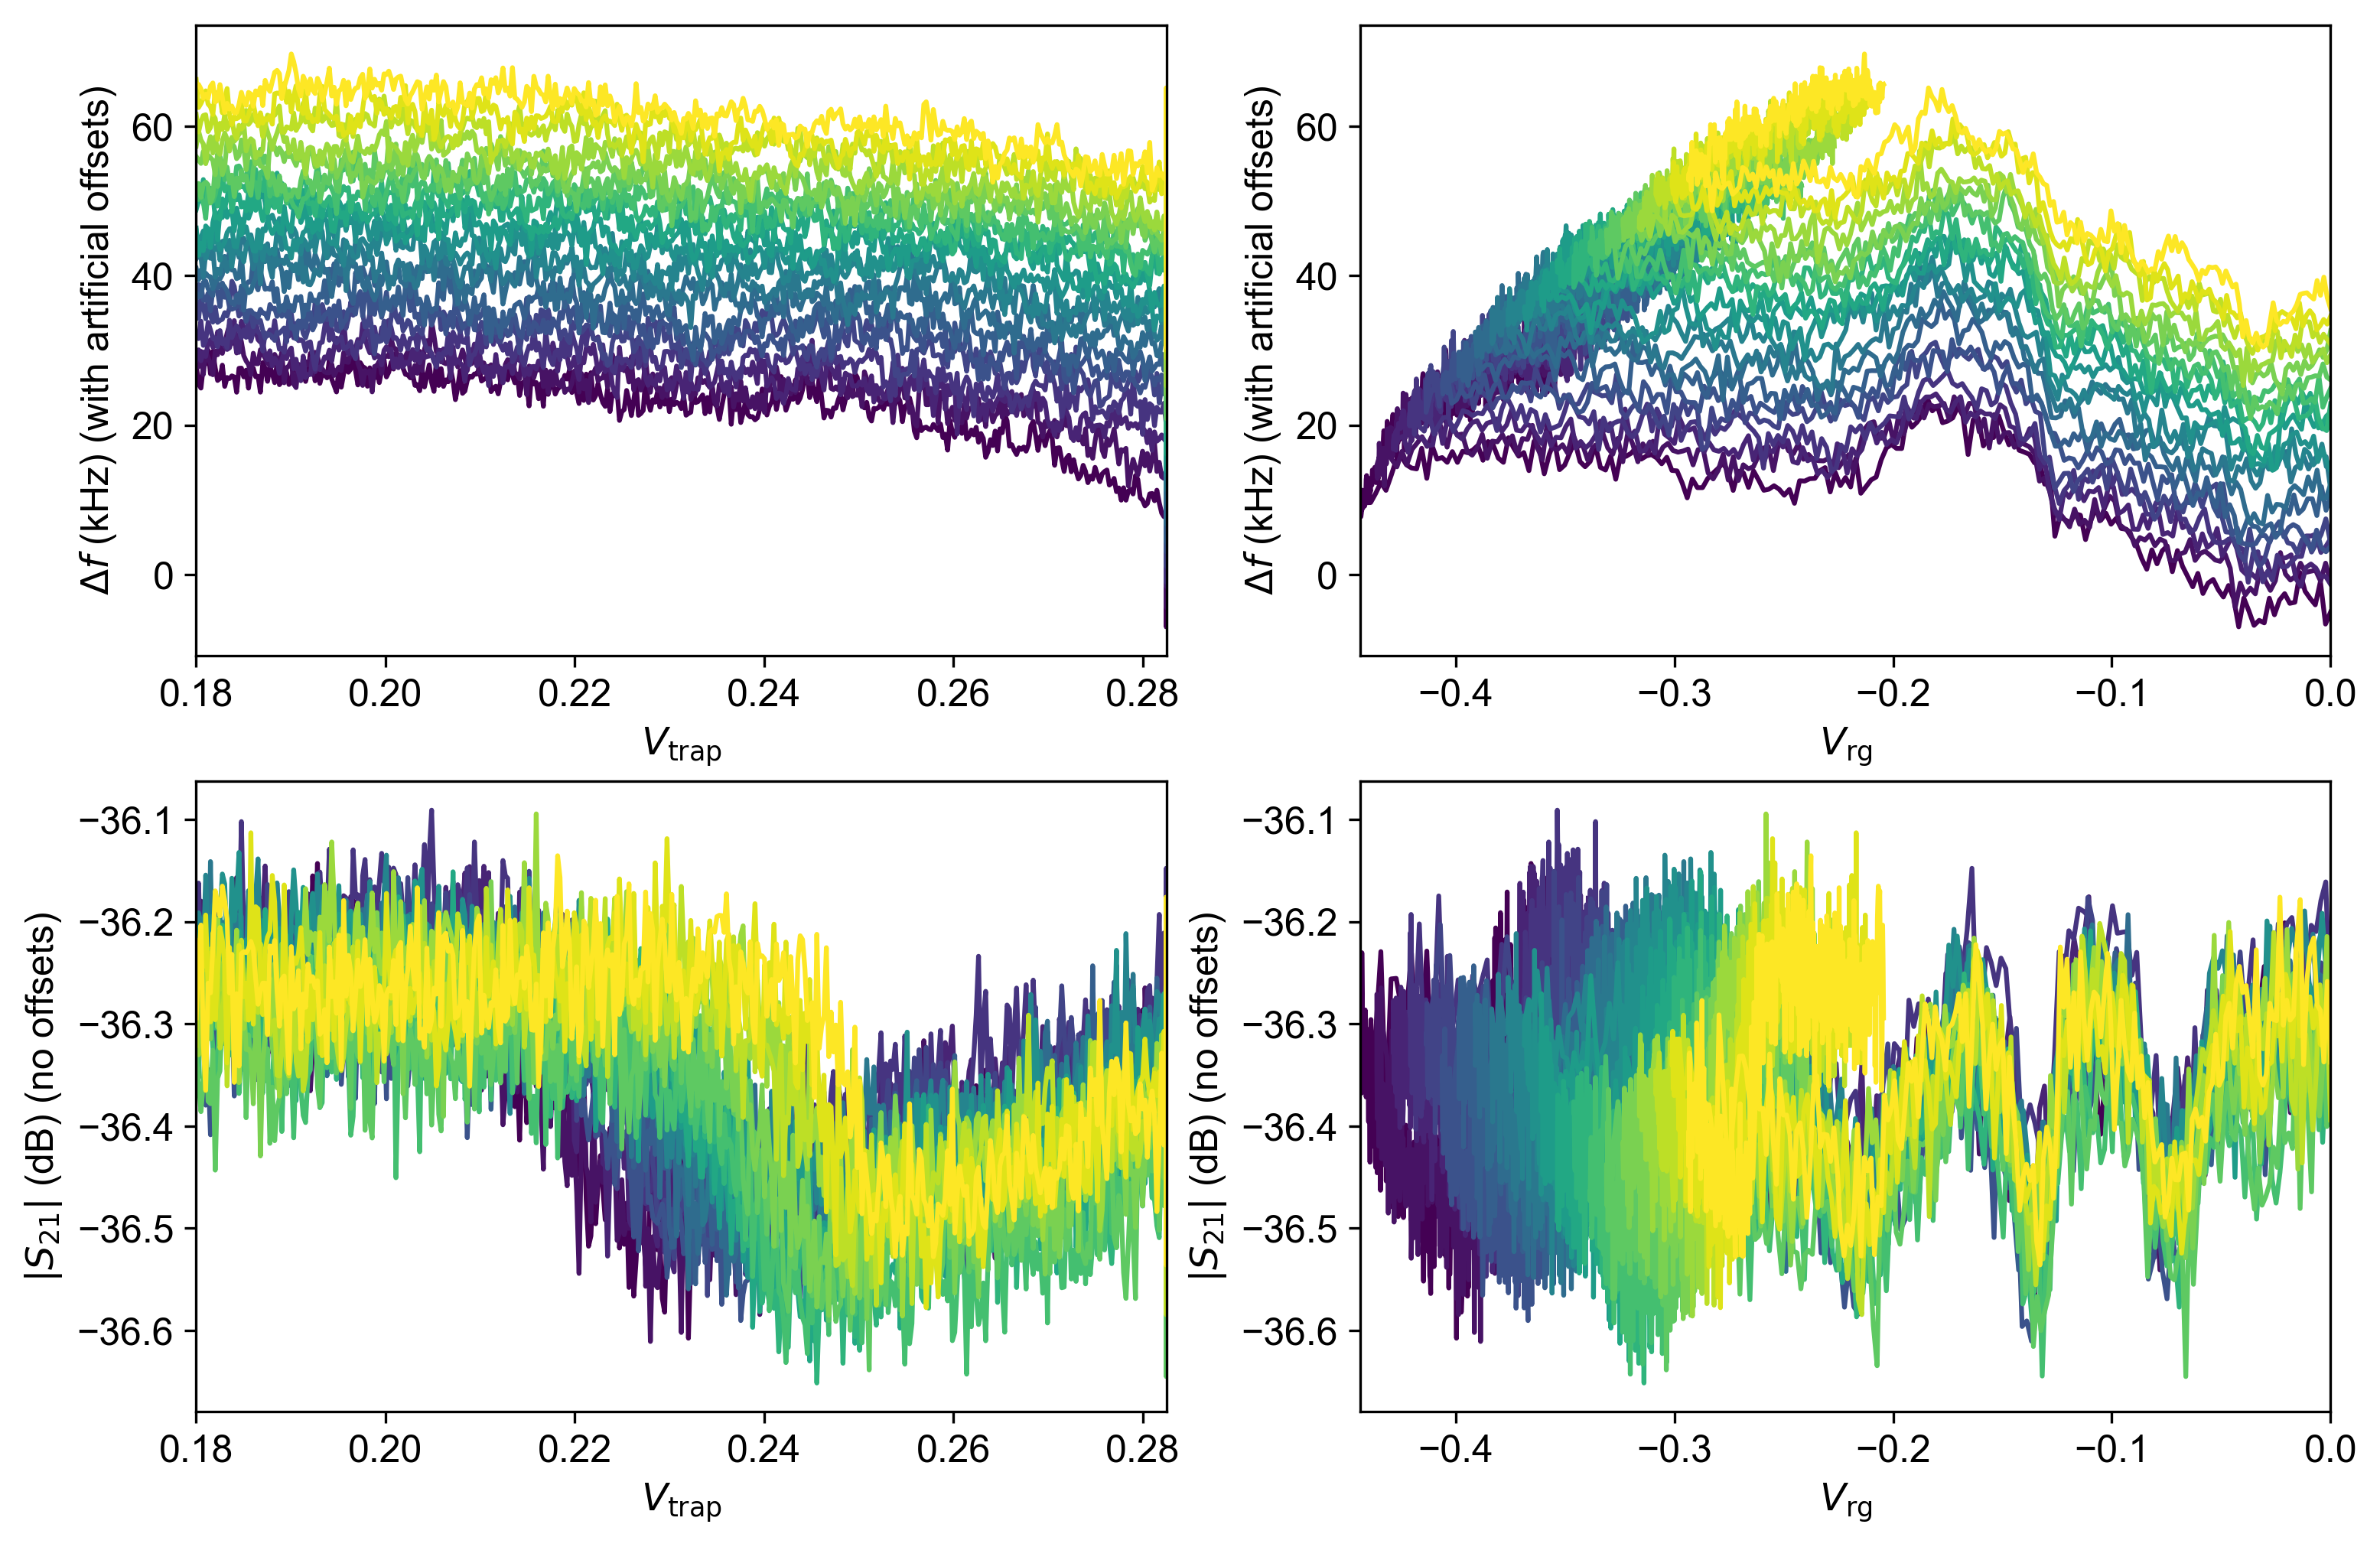 Δf (kHz) (with artificial offsets)
60
40
20
0
0.18 0.20 0.22 0.24 0.26 0.28
V_trap
Δf (kHz) (with artificial offsets)
60
40
20
0
−0.4 −0.3 −0.2 −0.1 0.0
V_rg
|S_21| (dB) (no offsets)
−36.1
−36.2
−36.3
−36.4
−36.5
−36.6
0.18 0.20 0.22 0.24 0.26 0.28
V_trap
|S_21| (dB) (no offsets)
−36.1
−36.2
−36.3
−36.4
−36.5
−36.6
−0.4 −0.3 −0.2 −0.1 0.0
V_rg